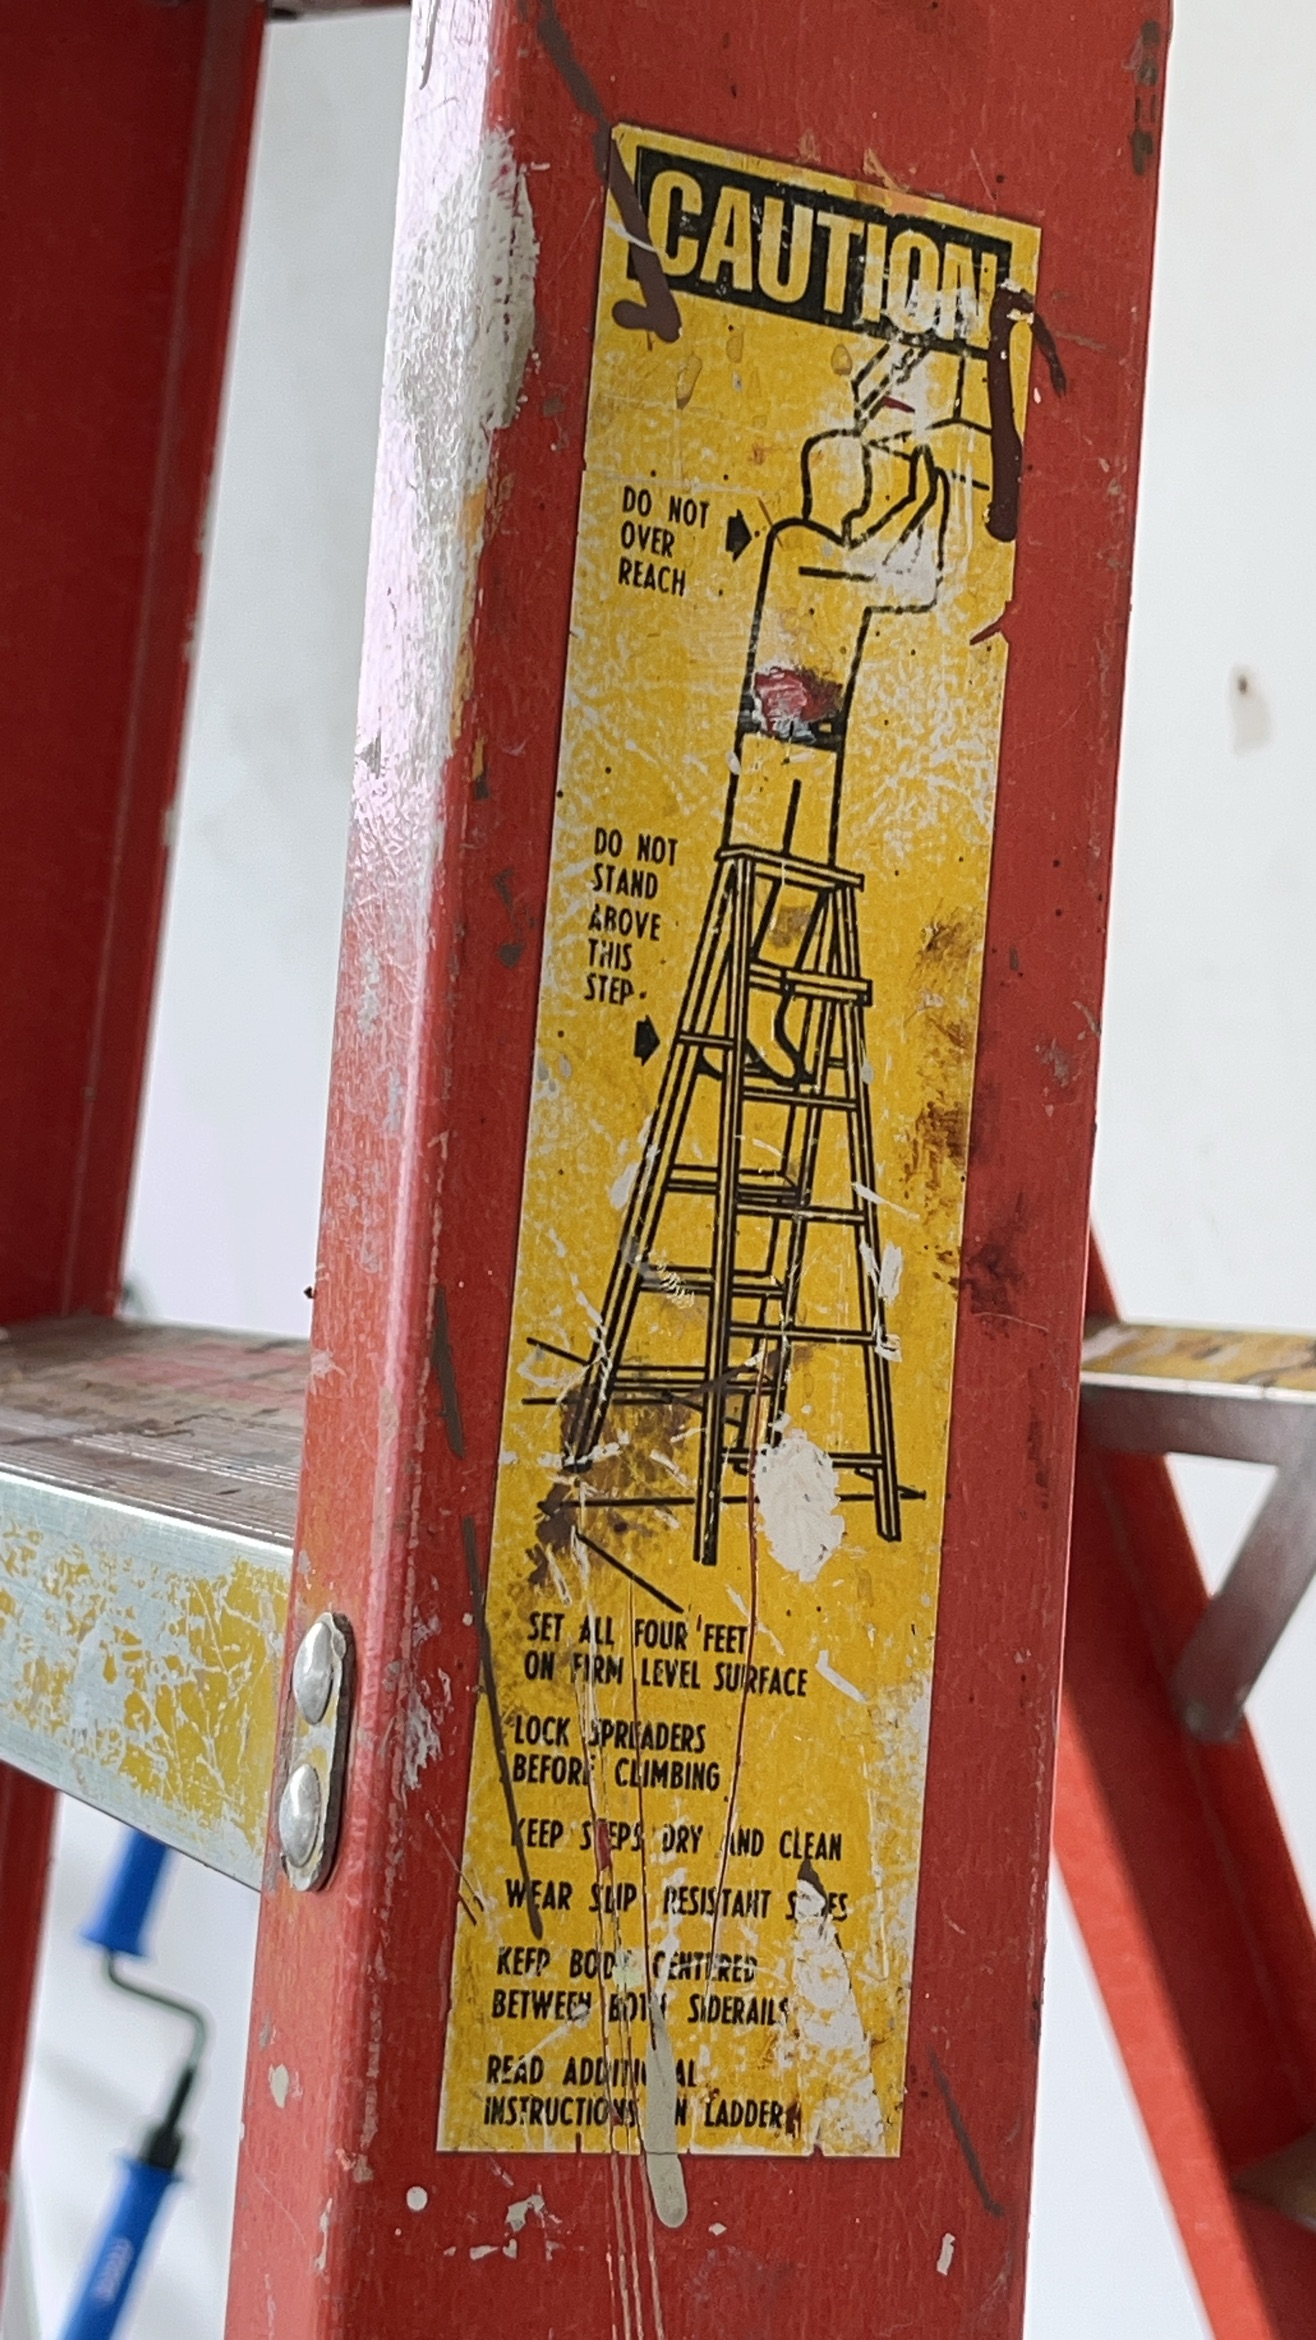 CAUTION
DO NOT
OVER
REACH
DO NOT
STAND
ABOVE
THIS
STEP
SET ALL FOUR FEET
ON FIRM LEVEL SURFACE
LOCK SPREADERS
BEFORE CLIMBING
KEEP STEPS DRY AND CLEAN
WEAR SLIP RESISTANT SHOES
KEEP BODY CENTERED
BETWEEN BOTH SIDERAILS
READ ADDITIONAL
INSTRUCTIONS ON LADDER